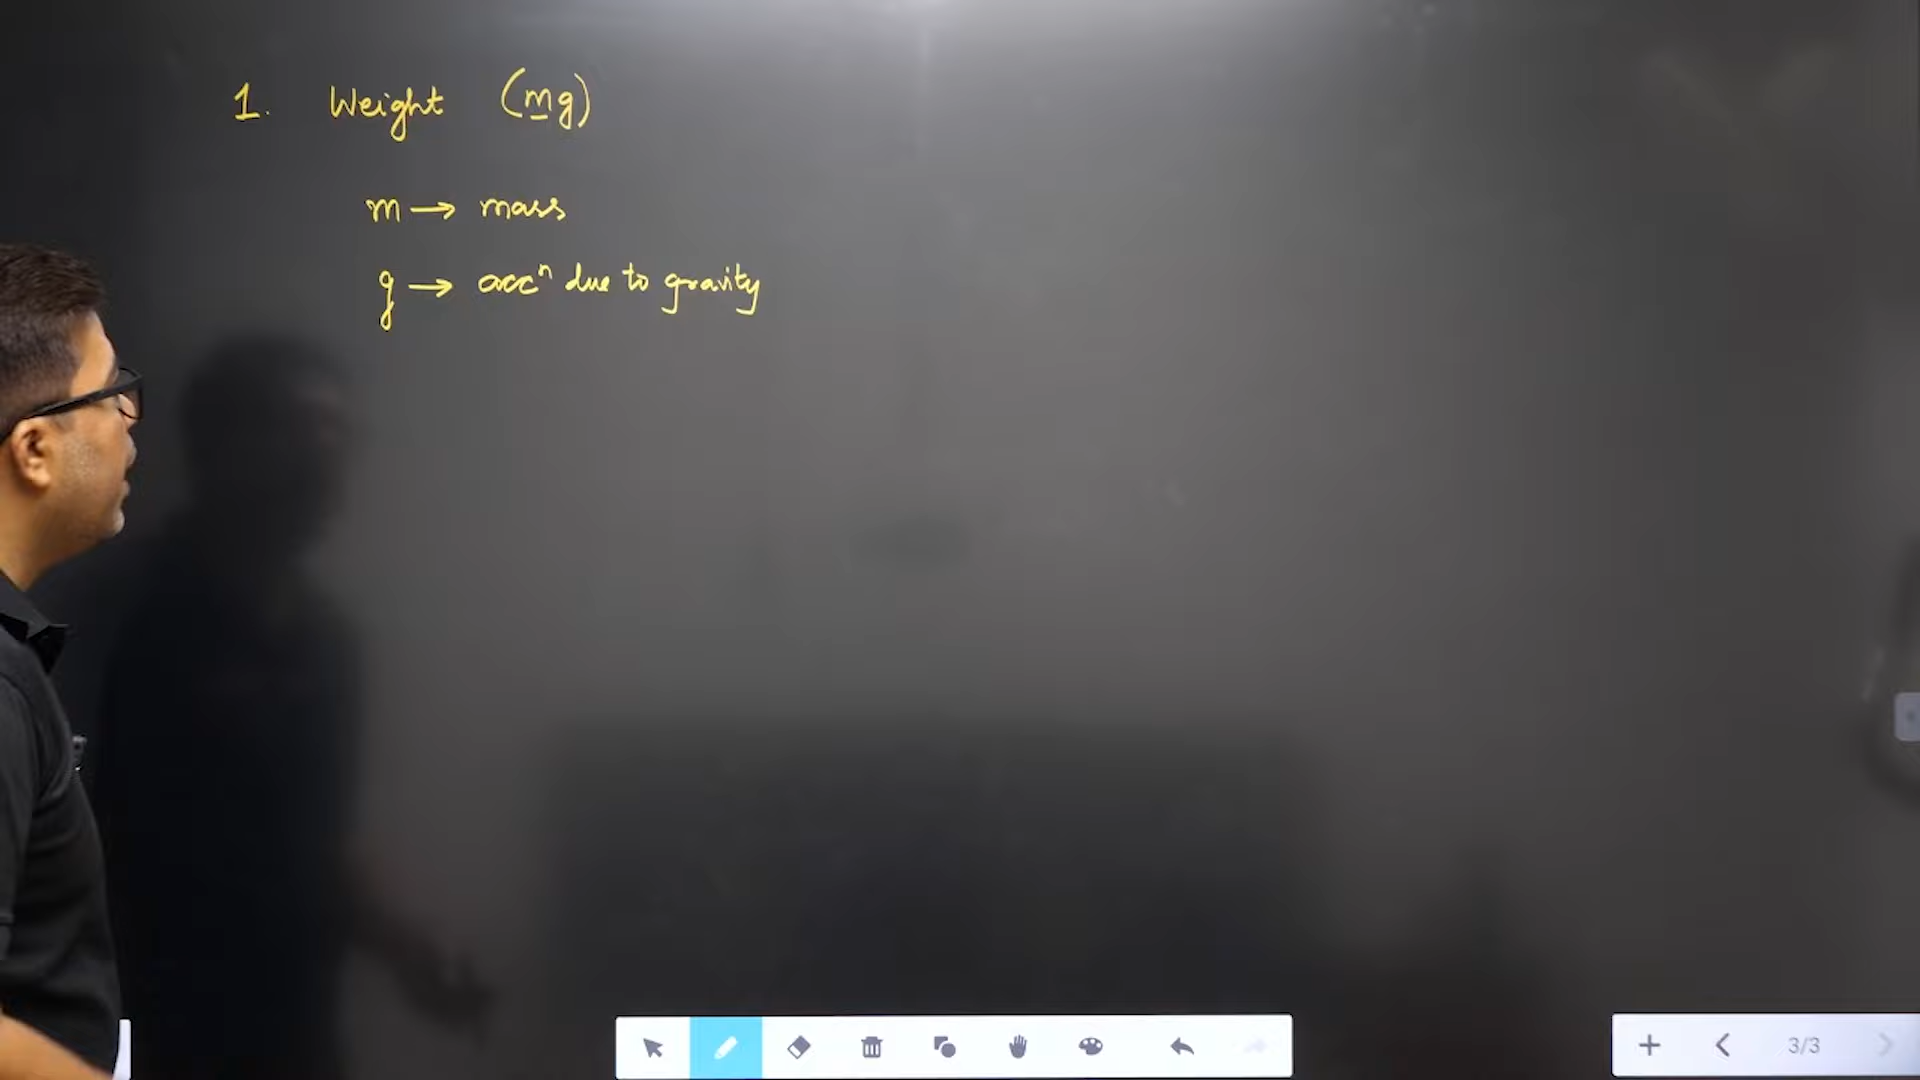 1. Weight (mg)
m → mass
g → accⁿ due to gravity
3/3